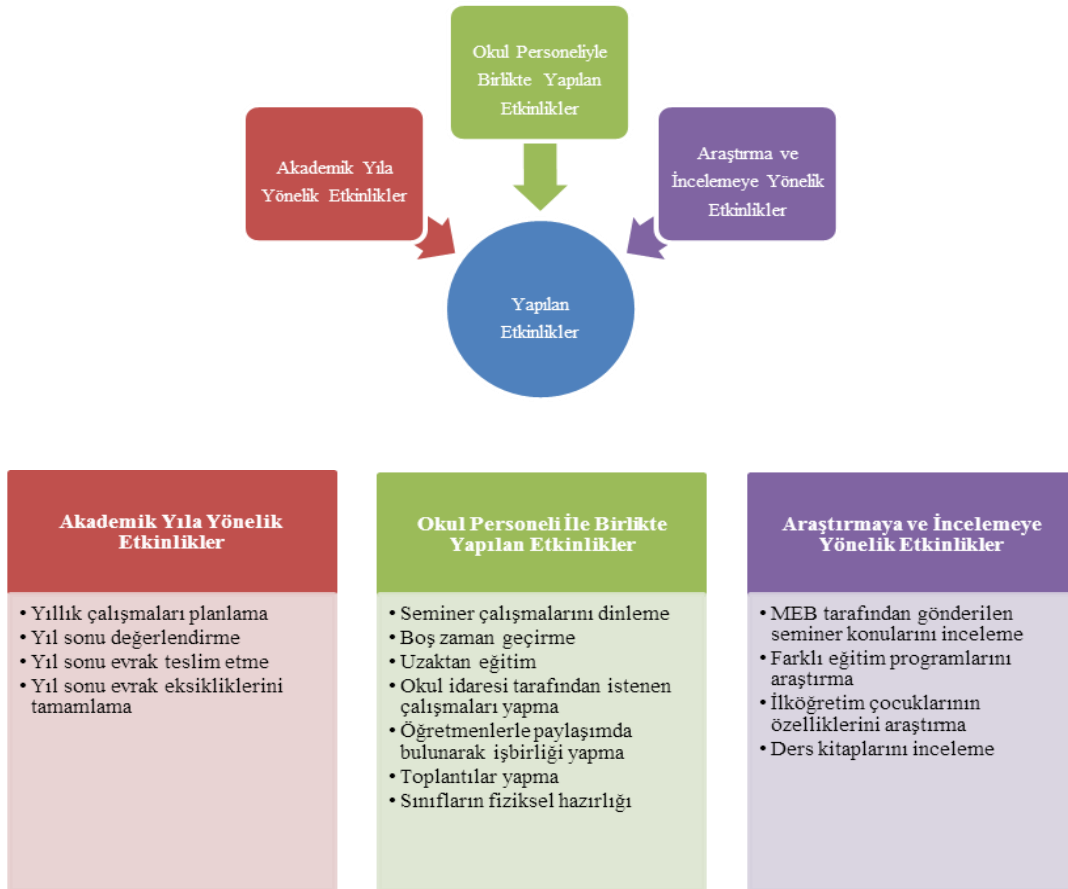 Okul Personeliyle
Birlikte Yapılan
Etkinlikler
Akademik Yıla
Yönelik Etkinlikler
Araştırma ve
İncelemeye Yönelik
Etkinlikler
Yapılan
Etkinlikler
Akademik Yıla Yönelik
Etkinlikler
• Yıllık çalışmaları planlama
• Yıl sonu değerlendirme
• Yıl sonu evrak teslim etme
• Yıl sonu evrak eksikliklerini
tamamlama
Okul Personeli İle Birlikte
Yapılan Etkinlikler
• Seminer çalışmalarını dinleme
• Boş zaman geçirme
• Uzaktan eğitim
• Okul idaresi tarafından istenen
çalışmaları yapma
• Öğretmenlerle paylaşımda
bulunarak işbirliği yapma
• Toplantılar yapma
• Sınıfların fiziksel hazırlığı
Araştırmaya ve İncelemeye
Yönelik Etkinlikler
• MEB tarafından gönderilen
seminer konularını inceleme
• Farklı eğitim programlarını
araştırma
• İlköğretim çocuklarının
özelliklerini araştırma
• Ders kitaplarını inceleme